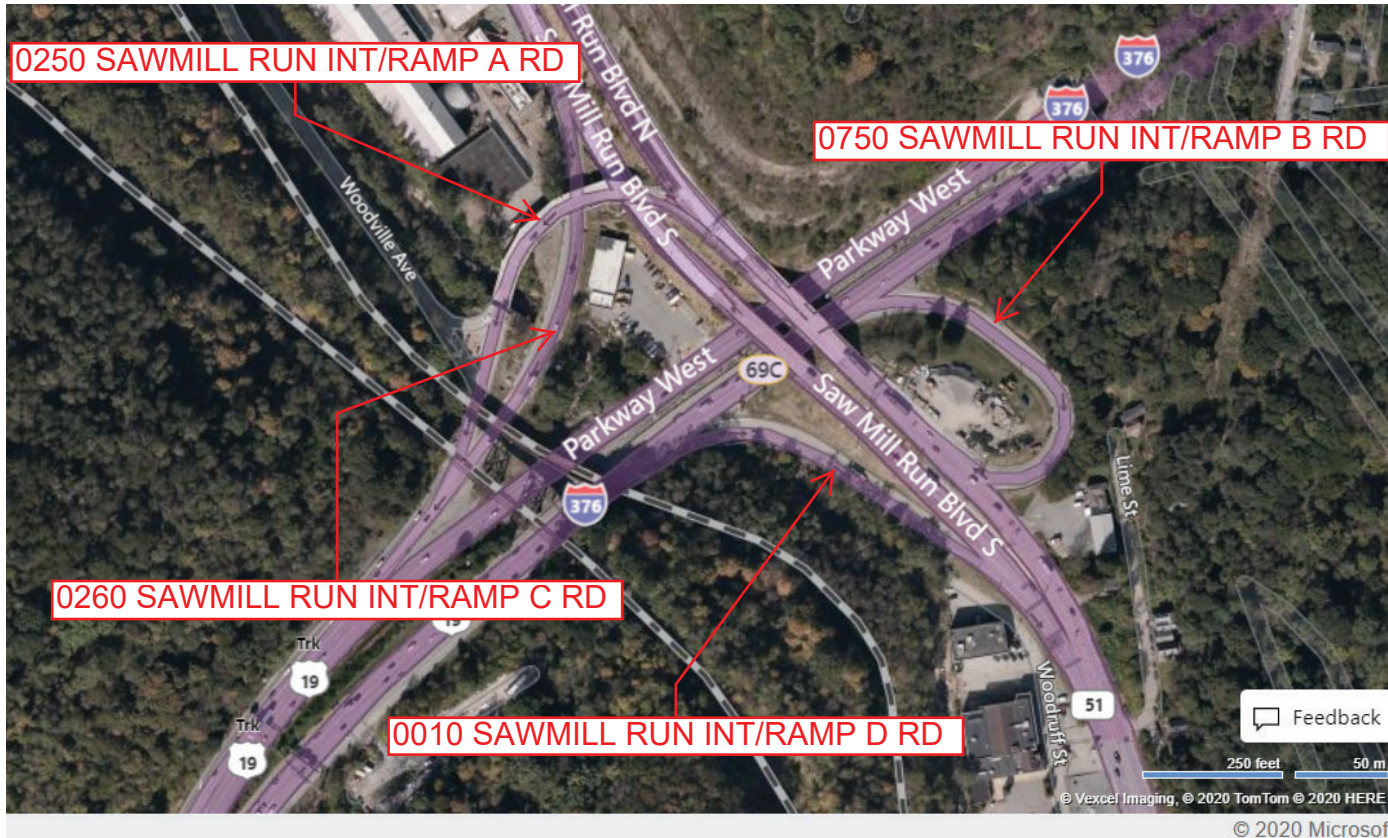 0250 SAWMILL RUN INT/RAMP A RD
l Run Blvd N
S Mill Run Blvd S
376
376
0750 SAWMILL RUN INT/RAMP B RD
Woodville Ave
Parkway West
69C
Parkway West
Saw Mill Run Blvd S
Lime St
376
0260 SAWMILL RUN INT/RAMP C RD
19
Trk
19
Trk
19
0010 SAWMILL RUN INT/RAMP D RD
Woodruff St
51
Feedback
250 feet 50 m
© Vexcel Imaging, © 2020 TomTom © 2020 HERE
© 2020 Microsof